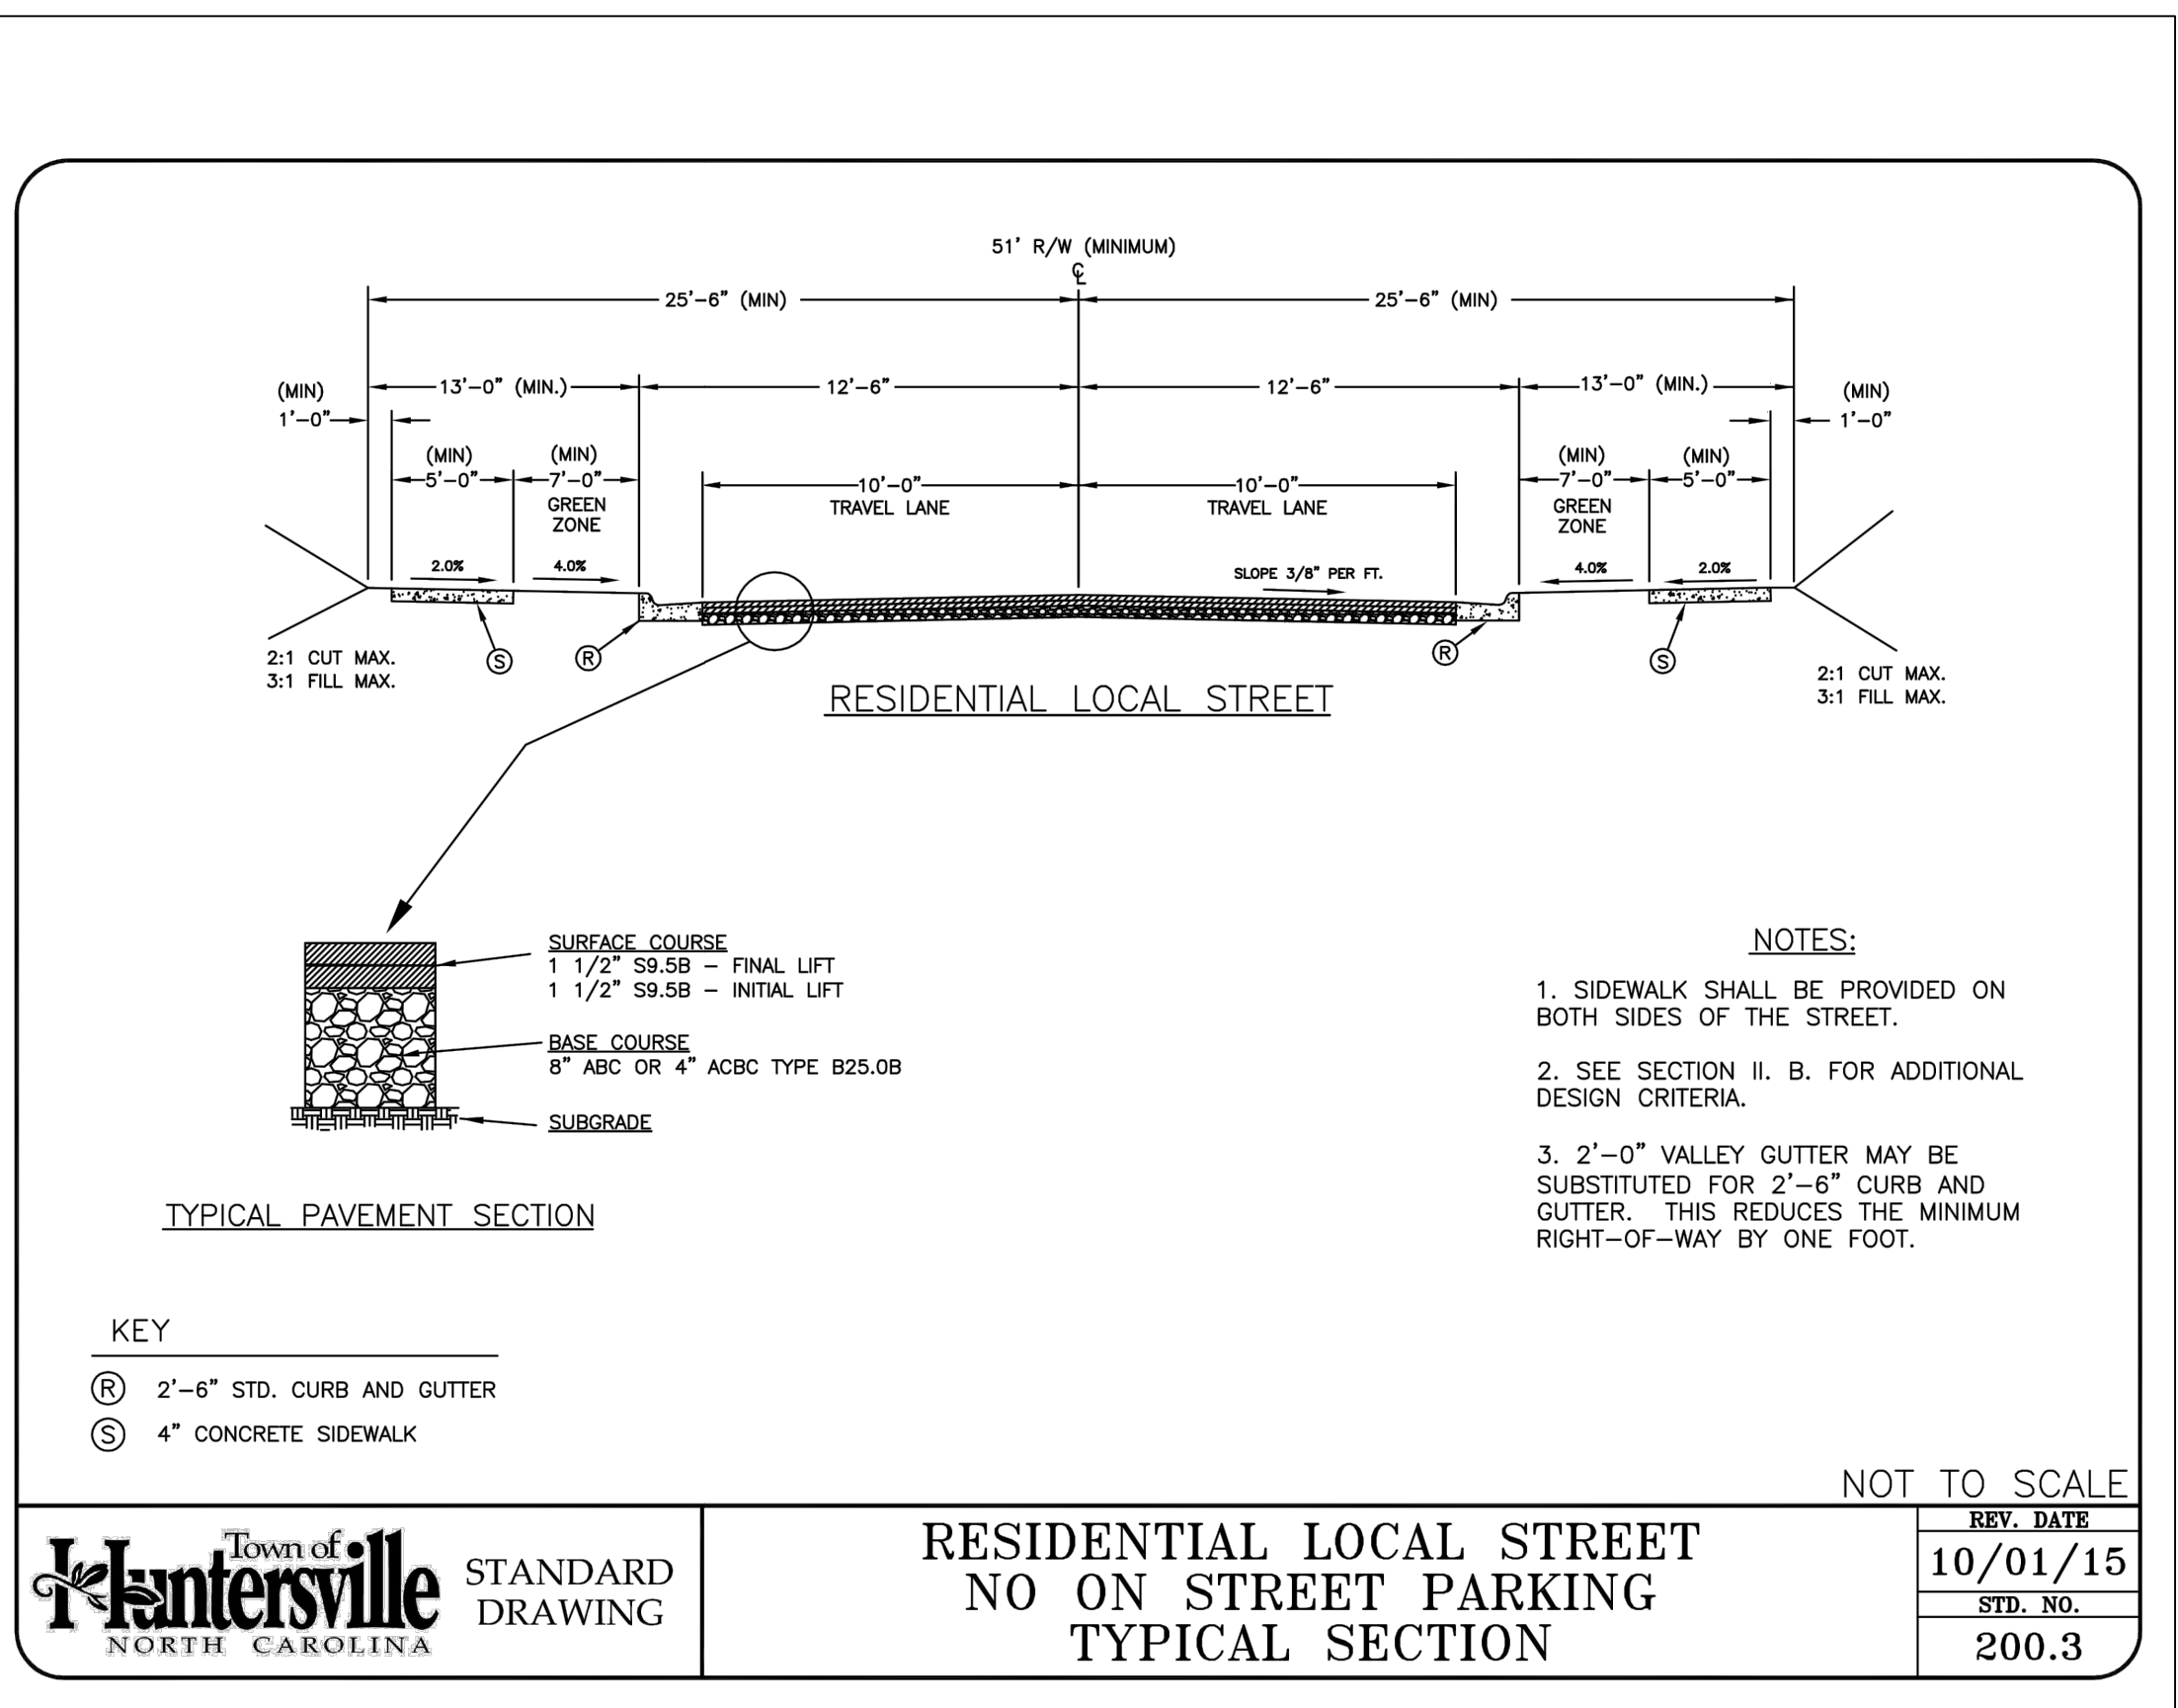 51' R/W (MINIMUM)
℄
25'-6" (MIN)
25'-6" (MIN)
(MIN)
1'-0"
13'-0" (MIN.)
12'-6"
12'-6"
13'-0" (MIN.)
(MIN)
1'-0"
(MIN)
5'-0"
(MIN)
7'-0"
GREEN
ZONE
10'-0"
TRAVEL LANE
10'-0"
TRAVEL LANE
(MIN)
7'-0"
GREEN
ZONE
(MIN)
5'-0"
2.0%
4.0%
SLOPE 3/8" PER FT.
4.0%
2.0%
2:1 CUT MAX.
3:1 FILL MAX.
S
R
R
S
2:1 CUT MAX.
3:1 FILL MAX.
RESIDENTIAL LOCAL STREET
SURFACE COURSE
1 1/2" S9.5B – FINAL LIFT
1 1/2" S9.5B – INITIAL LIFT
BASE COURSE
8" ABC OR 4" ACBC TYPE B25.0B
SUBGRADE
TYPICAL PAVEMENT SECTION
NOTES:
1. SIDEWALK SHALL BE PROVIDED ON
BOTH SIDES OF THE STREET.
2. SEE SECTION II. B. FOR ADDITIONAL
DESIGN CRITERIA.
3. 2'-0" VALLEY GUTTER MAY BE
SUBSTITUTED FOR 2'-6" CURB AND
GUTTER. THIS REDUCES THE MINIMUM
RIGHT-OF-WAY BY ONE FOOT.
KEY
R 2'-6" STD. CURB AND GUTTER
S 4" CONCRETE SIDEWALK
NOT TO SCALE
Town of
Huntersville
NORTH CAROLINA
STANDARD
DRAWING
RESIDENTIAL LOCAL STREET
NO ON STREET PARKING
TYPICAL SECTION
REV. DATE
10/01/15
STD. NO.
200.3